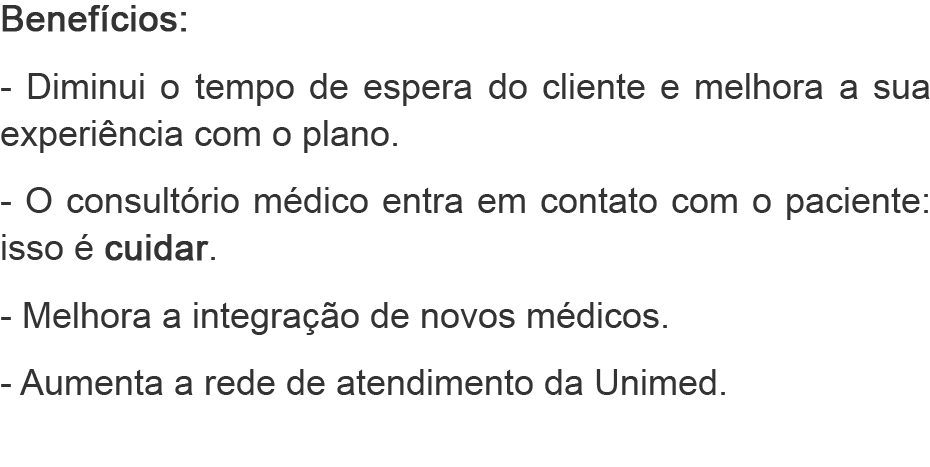 Benefícios:
- Diminui o tempo de espera do cliente e melhora a sua
experiência com o plano.
- O consultório médico entra em contato com o paciente:
isso é cuidar.
- Melhora a integração de novos médicos.
- Aumenta a rede de atendimento da Unimed.